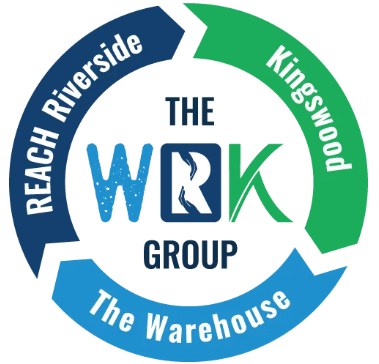 REACH Riverside
Kingswood
THE
WRK
GROUP
The Warehouse